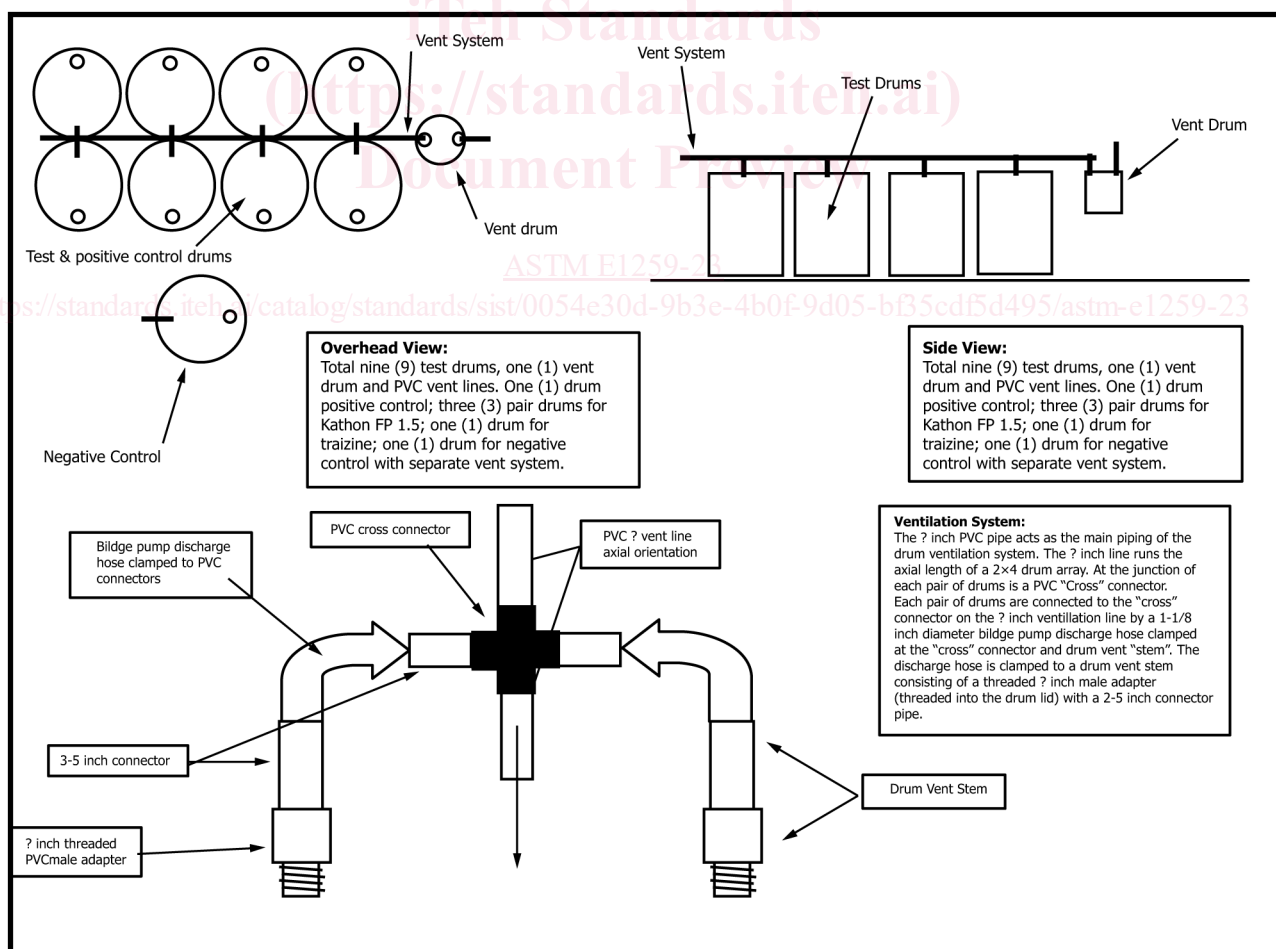 iTeh Standards
(https://standards.iteh.ai)
Document Preview
ASTM E1259-23
ps://standards.iteh.ai/catalog/standards/sist/0054e30d-9b3e-4b0f-9d05-bf35cdf5d495/astm-e1259-23
Vent System
Vent drum
Test & positive control drums
Negative Control
Vent System
Test Drums
Vent Drum
Overhead View:
Total nine (9) test drums, one (1) vent
drum and PVC vent lines. One (1) drum
positive control; three (3) pair drums for
Kathon FP 1.5; one (1) drum for
traizine; one (1) drum for negative
control with separate vent system.
Side View:
Total nine (9) test drums, one (1) vent
drum and PVC vent lines. One (1) drum
positive control; three (3) pair drums for
Kathon FP 1.5; one (1) drum for
traizine; one (1) drum for negative
control with separate vent system.
Bildge pump discharge
hose clamped to PVC
connectors
PVC cross connector
PVC ? vent line
axial orientation
Ventilation System:
The ? inch PVC pipe acts as the main piping of the
drum ventilation system. The ? inch line runs the
axial length of a 2×4 drum array. At the junction of
each pair of drums is a PVC “Cross” connector.
Each pair of drums are connected to the “cross”
connector on the ? inch ventillation line by a 1-1/8
inch diameter bildge pump discharge hose clamped
at the “cross” connector and drum vent “stem”. The
discharge hose is clamped to a drum vent stem
consisting of a threaded ? inch male adapter
(threaded into the drum lid) with a 2-5 inch connector
pipe.
3-5 inch connector
Drum Vent Stem
? inch threaded
PVCmale adapter